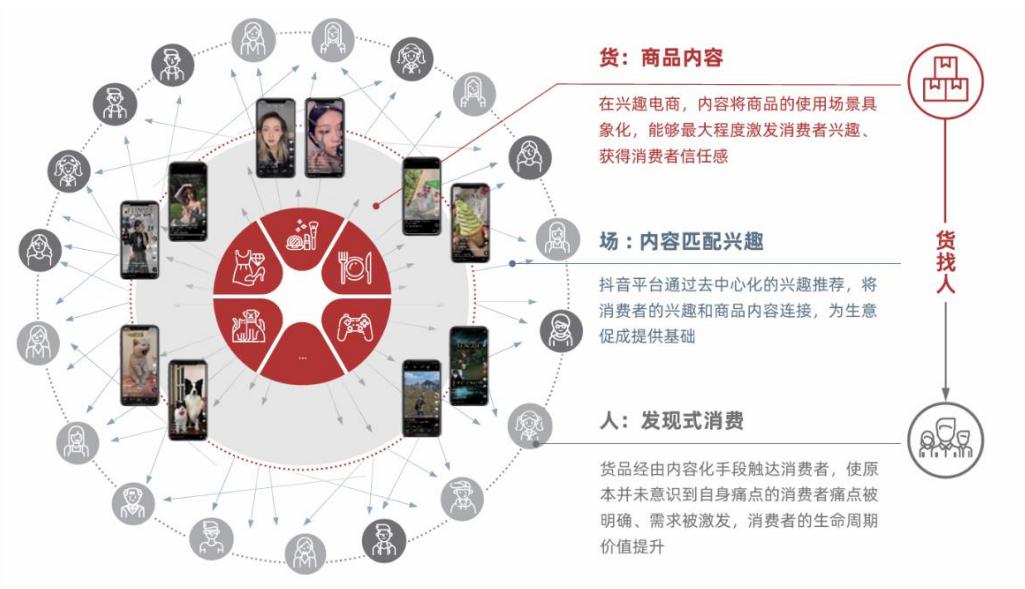 货：商品内容
在兴趣电商，内容将商品的使用场景具
象化，能够最大程度激发消费者兴趣、
获得消费者信任感
场：内容匹配兴趣
抖音平台通过去中心化的兴趣推荐，将
消费者的兴趣和商品内容连接，为生意
促成提供基础
货找人
人：发现式消费
货品经由内容化手段触达消费者，使原
本并未意识到自身痛点的消费者痛点被
明确、需求被激发，消费者的生命周期
价值提升
...